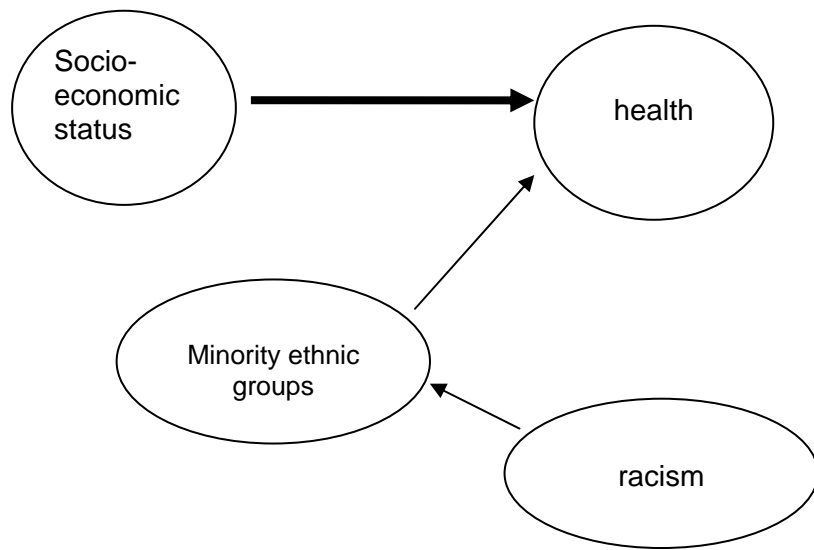 Socio-
economic
status
health
Minority ethnic
groups
racism